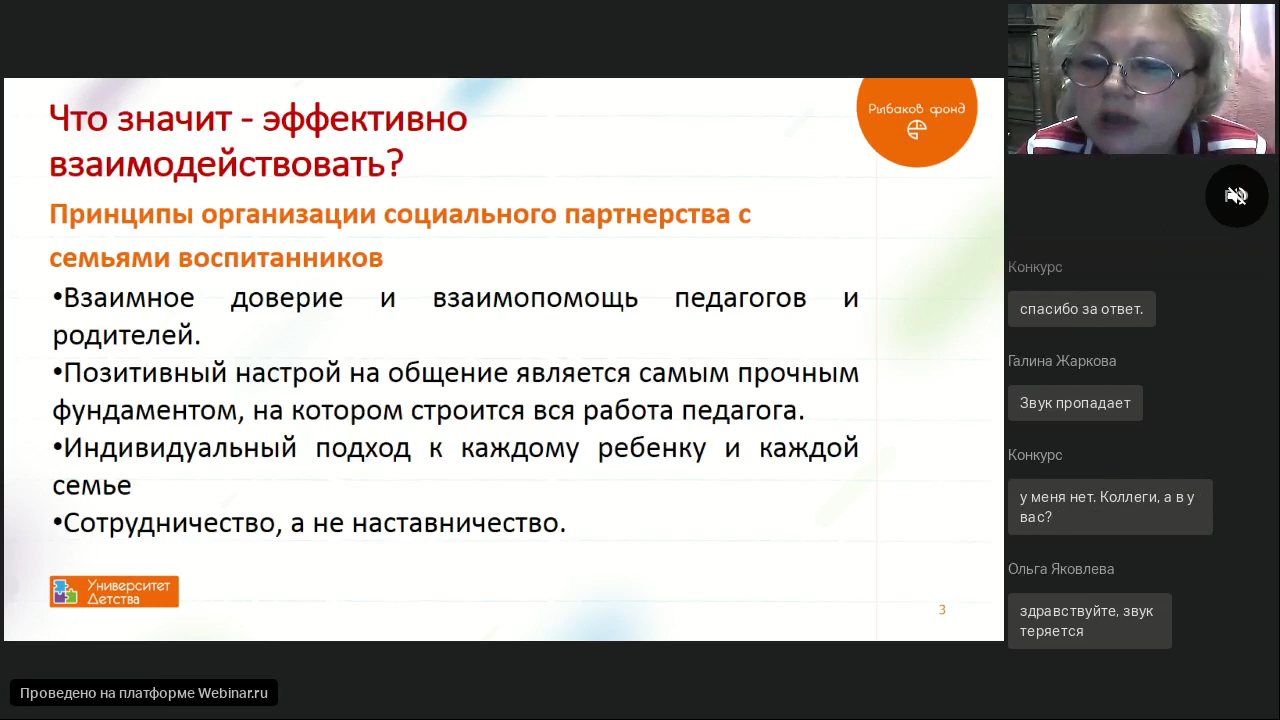 Что значит - эффективно
взаимодействовать?
Рыбаков фонд
Принципы организации социального партнерства с
семьями воспитанников
•Взаимное доверие и взаимопомощь педагогов и
родителей.
•Позитивный настрой на общение является самым прочным
фундаментом, на котором строится вся работа педагога.
•Индивидуальный подход к каждому ребенку и каждой
семье
•Сотрудничество, а не наставничество.
Университет
Детства
3
Проведено на платформе Webinar.ru
Конкурс
спасибо за ответ.
Галина Жаркова
Звук пропадает
Конкурс
у меня нет. Коллеги, а в у
вас?
Ольга Яковлева
здравствуйте, звук
теряется